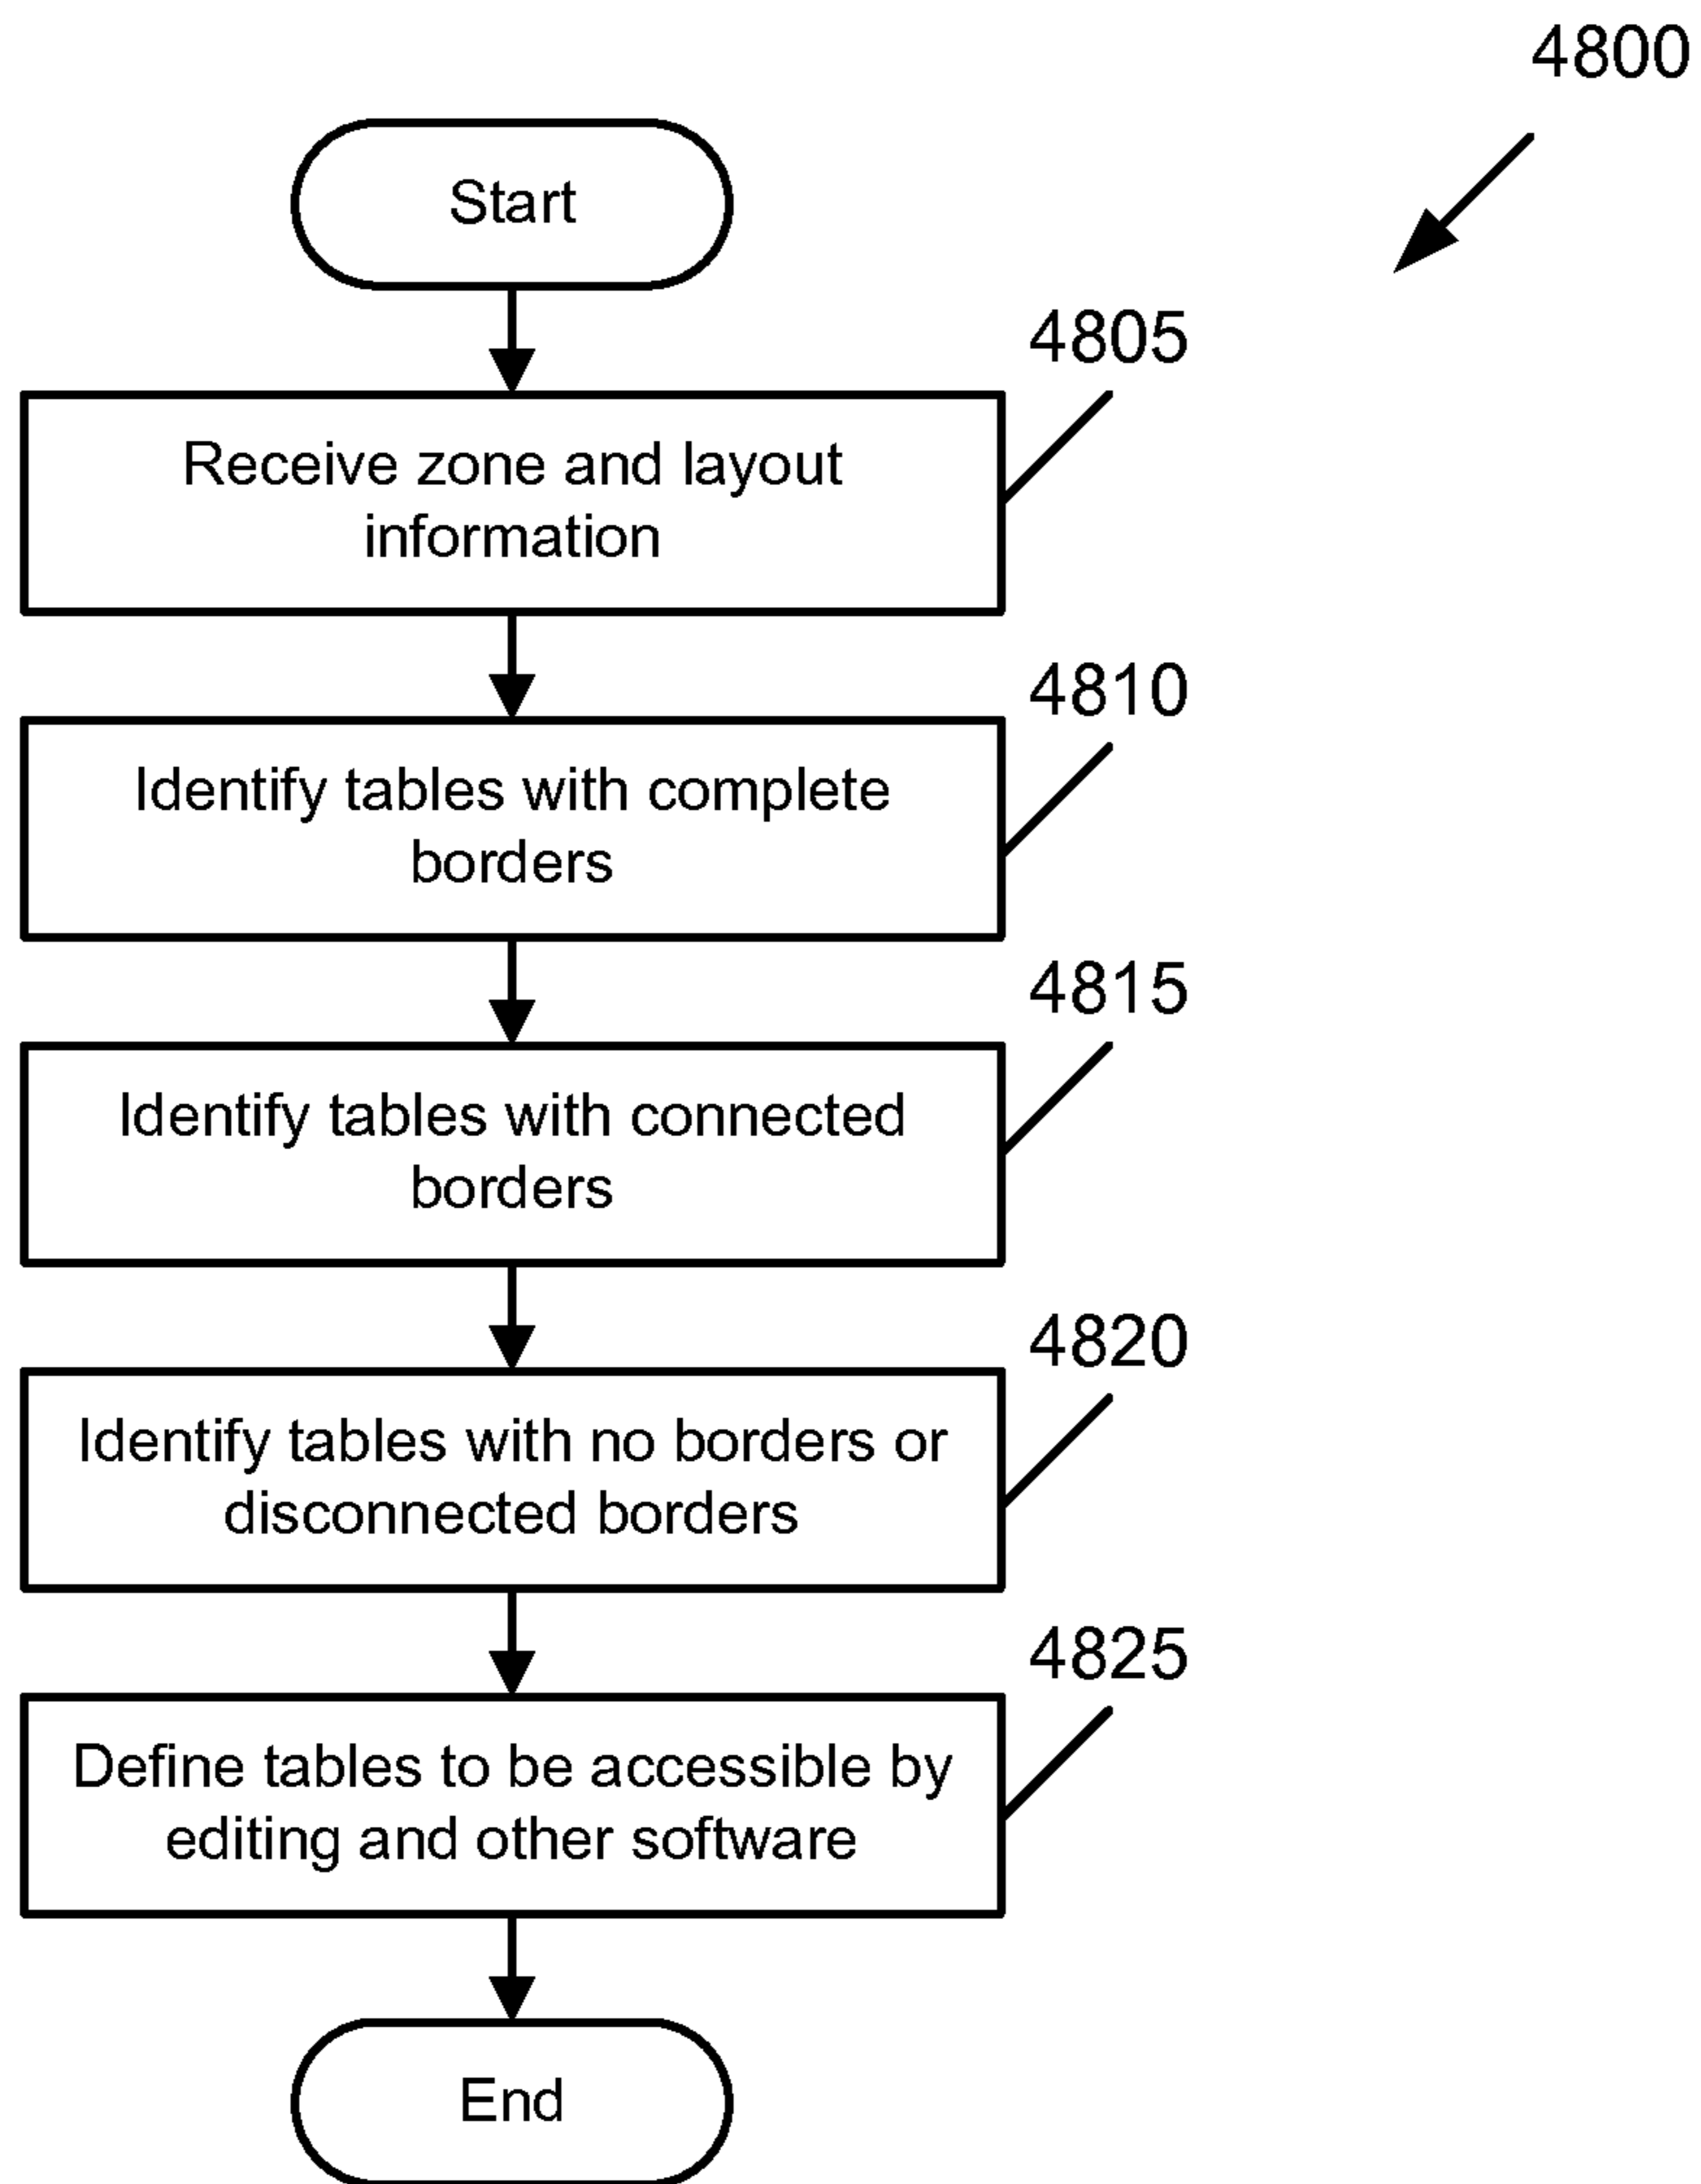 4800
Start
4805
Receive zone and layout
information
4810
Identify tables with complete
borders
4815
Identify tables with connected
borders
4820
Identify tables with no borders or
disconnected borders
4825
Define tables to be accessible by
editing and other software
End